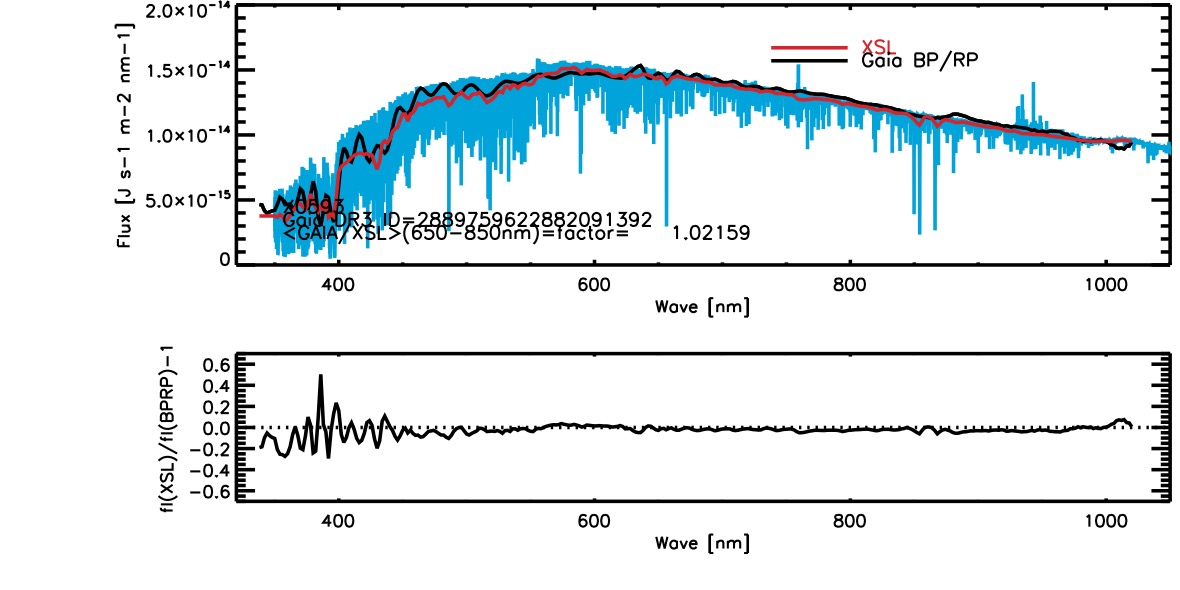 2.0×10⁻¹⁴
1.5×10⁻¹⁴
1.0×10⁻¹⁴
5.0×10⁻¹⁵
0
Flux [J s−1 m−2 nm−1]
XSL
Gaia BP/RP
X0593
Gaia DR3 ID=2889759622882091392
<GAIA/XSL>(650−850nm)=factor= 1.02159
400 600 800 1000
Wave [nm]
0.6
0.4
0.2
0.0
−0.2
−0.4
−0.6
fl(XSL)/fl(BPRP)−1
400 600 800 1000
Wave [nm]